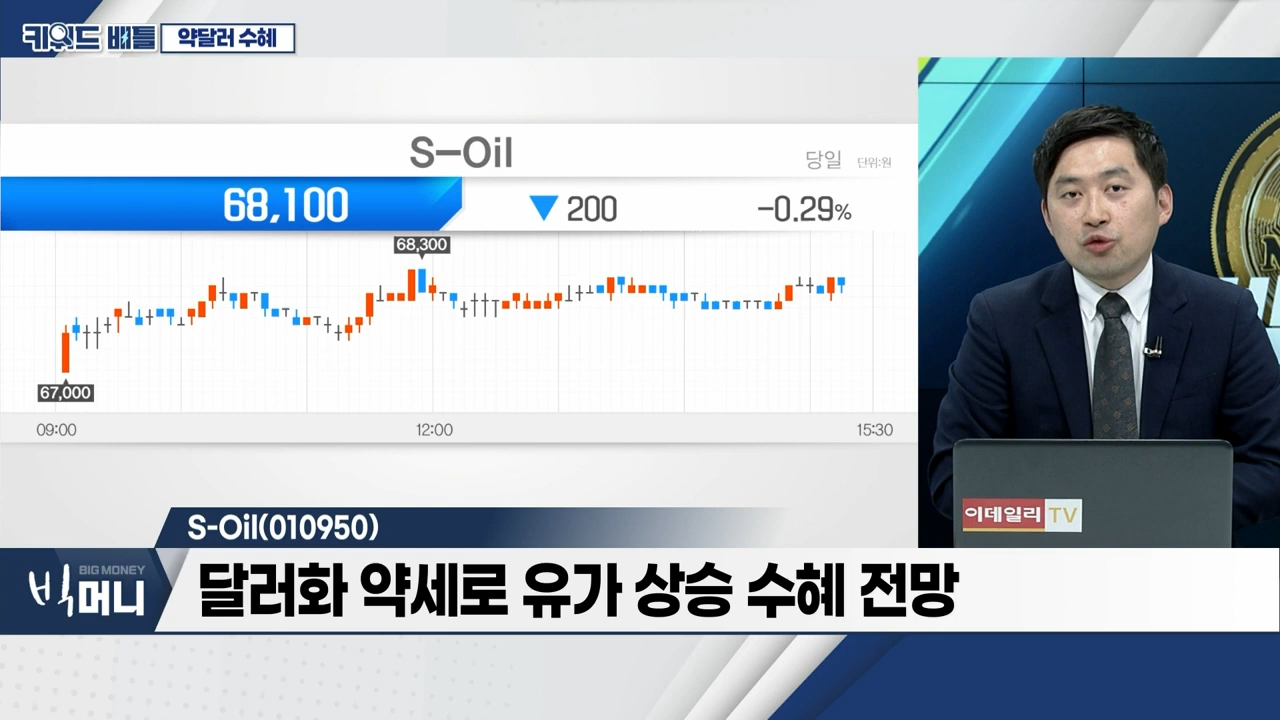 키워드 배틀 약달러 수혜
S-Oil
당일 단위:원
68,100 ▼ 200 -0.29%
68,300
67,000
09:00 12:00 15:30
이데일리 TV
S-Oil(010950)
BIG MONEY
빅머니
달러화 약세로 유가 상승 수혜 전망